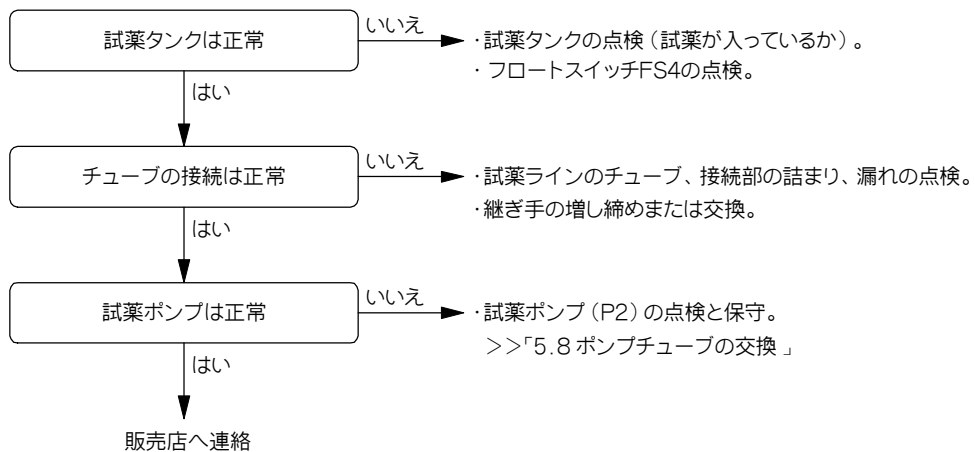 試薬タンクは正常
いいえ
・試薬タンクの点検（試薬が入っているか）。
・フロートスイッチFS4の点検。
はい
チューブの接続は正常
いいえ
・試薬ラインのチューブ、接続部の詰まり、漏れの点検。
・継ぎ手の増し締めまたは交換。
はい
試薬ポンプは正常
いいえ
・試薬ポンプ（P2）の点検と保守。
＞＞「5.8 ポンプチューブの交換 」
はい
販売店へ連絡